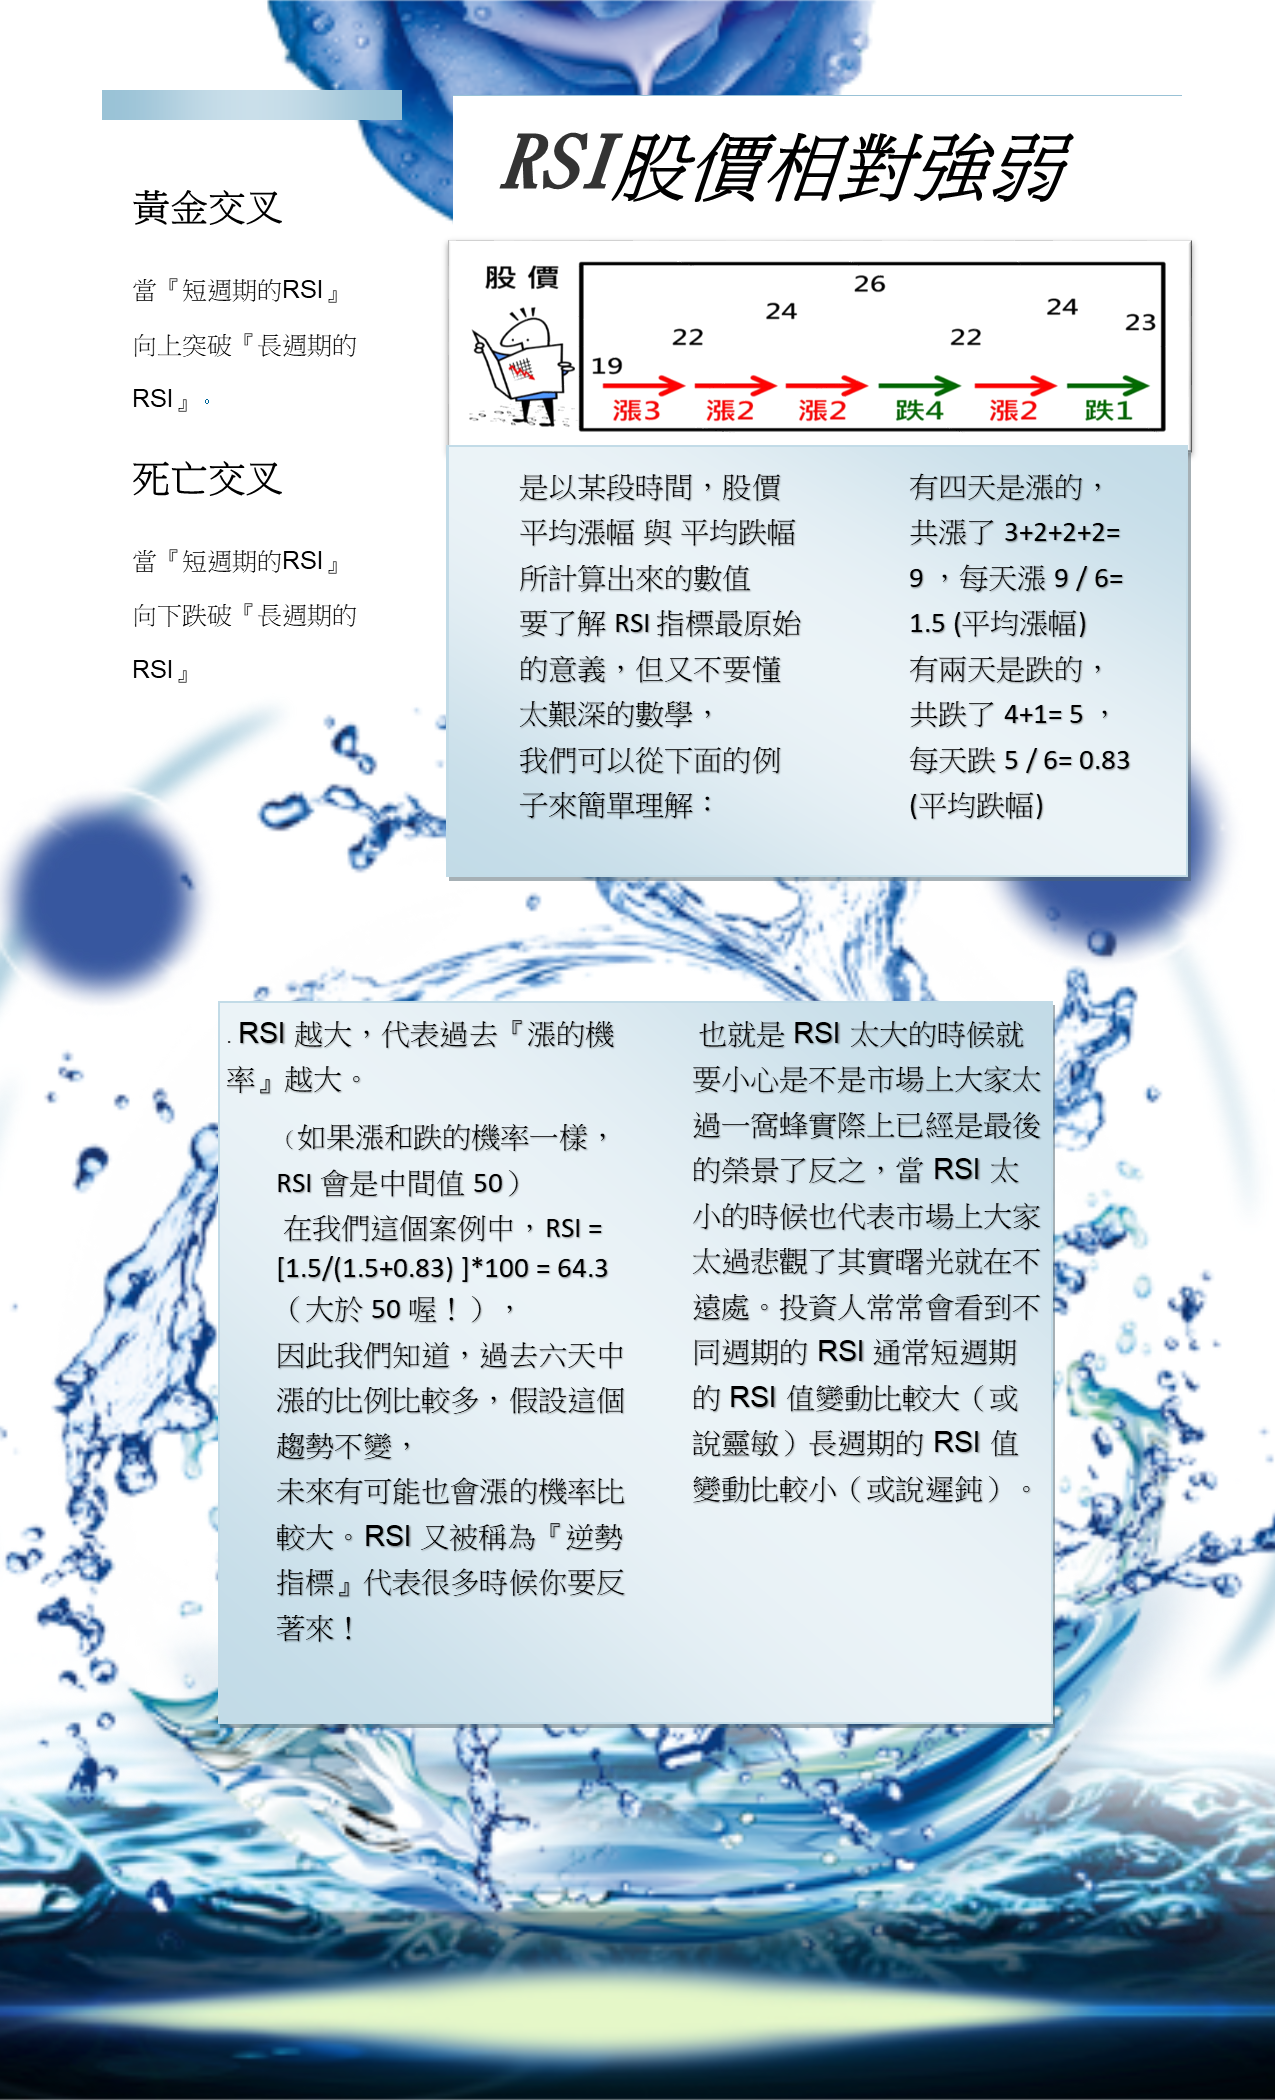 RSI股價相對強弱
黃金交叉
當『短週期的RSI』
向上突破『長週期的
RSI』。
死亡交叉
當『短週期的RSI』
向下跌破『長週期的
RSI』
股價
19 22 24 26 22 24 23
漲3 漲2 漲2 跌4 漲2 跌1
是以某段時間，股價
平均漲幅 與 平均跌幅
所計算出來的數值
要了解 RSI 指標最原始
的意義，但又不要懂
太艱深的數學，
我們可以從下面的例
子來簡單理解：
有四天是漲的，
共漲了 3+2+2+2=
9 ，每天漲 9 / 6=
1.5 (平均漲幅)
有兩天是跌的，
共跌了 4+1= 5 ，
每天跌 5 / 6= 0.83
(平均跌幅)
. RSI 越大，代表過去『漲的機
率』越大。
（如果漲和跌的機率一樣，
RSI 會是中間值 50）
在我們這個案例中，RSI =
[1.5/(1.5+0.83) ]*100 = 64.3
（大於 50 喔！），
因此我們知道，過去六天中
漲的比例比較多，假設這個
趨勢不變，
未來有可能也會漲的機率比
較大。RSI 又被稱為『逆勢
指標』代表很多時候你要反
著來！
也就是 RSI 太大的時候就
要小心是不是市場上大家太
過一窩蜂實際上已經是最後
的榮景了反之，當 RSI 太
小的時候也代表市場上大家
太過悲觀了其實曙光就在不
遠處。投資人常常會看到不
同週期的 RSI 通常短週期
的 RSI 值變動比較大（或
說靈敏）長週期的 RSI 值
變動比較小（或說遲鈍）。